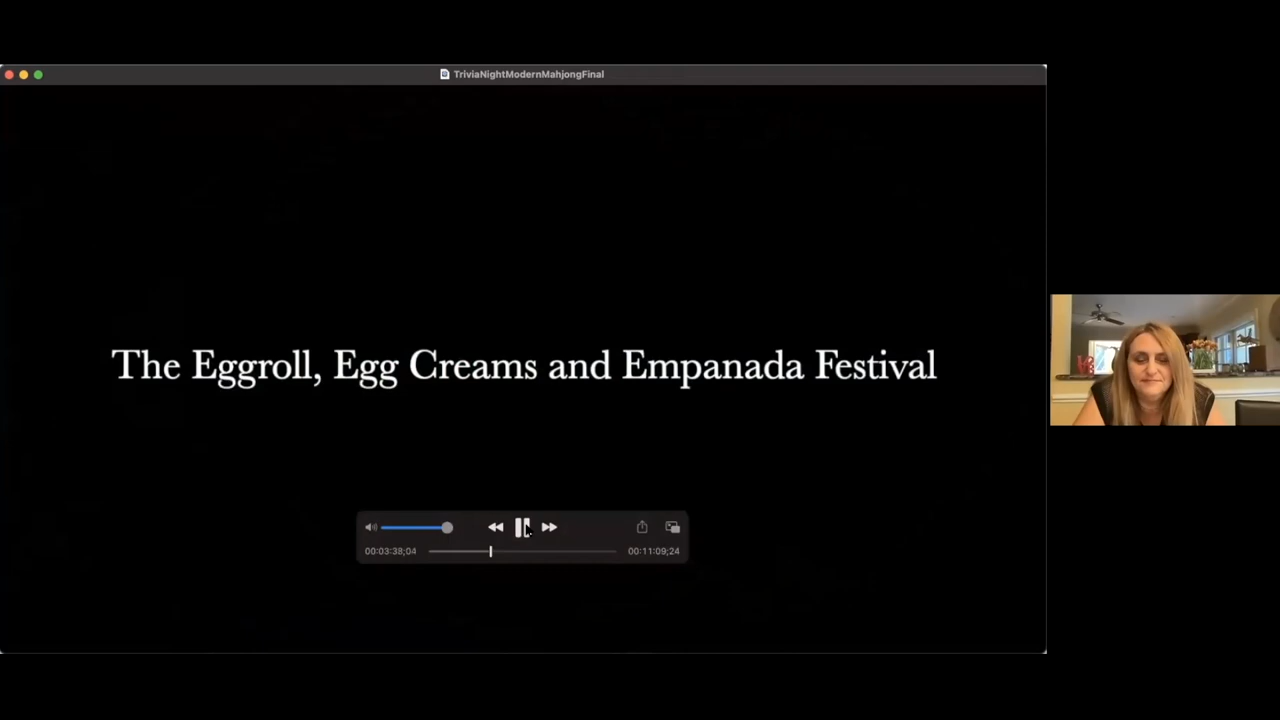 TriviaNightModernMahjongFinal
The Eggroll, Egg Creams and Empanada Festival
00:03:38;04
00:11:09;24